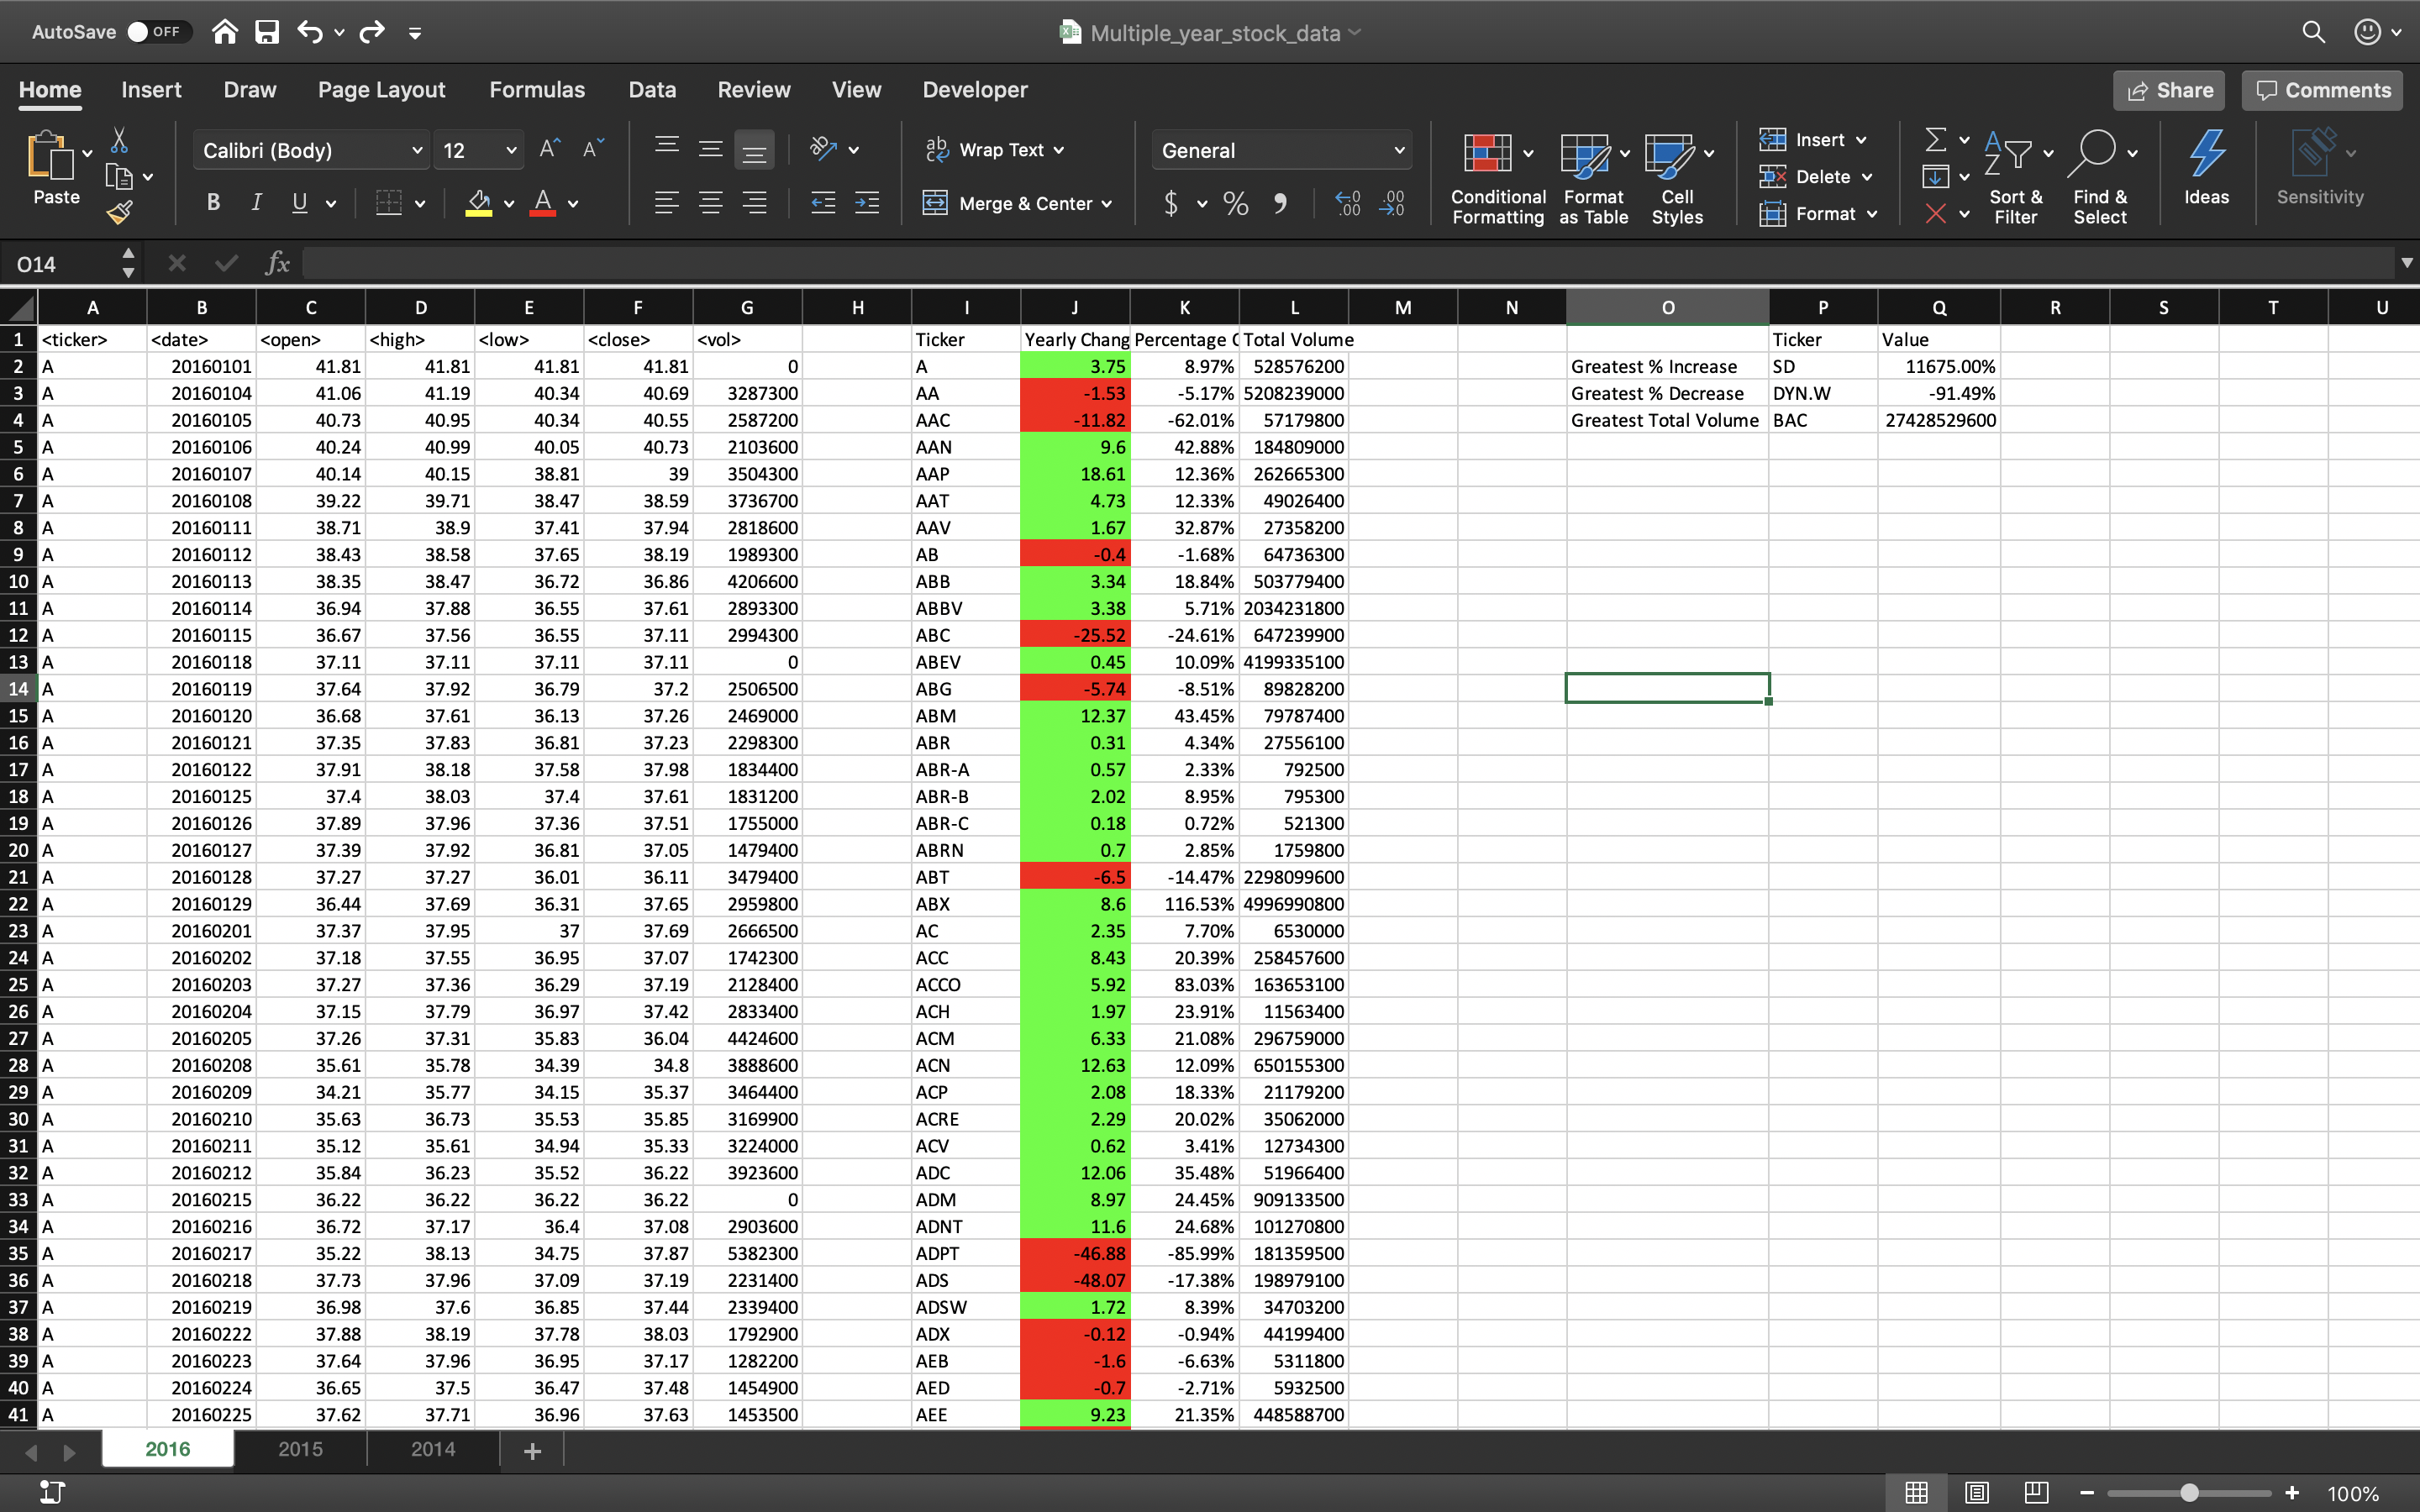 AutoSave OFF Multiple_year_stock_data
Home Insert Draw Page Layout Formulas Data Review View Developer Share Comments
Paste Calibri (Body) 12 A A ab Wrap Text General Conditional Formatting Format as Table Cell Styles Insert Delete Format Sort & Filter Find & Select Ideas Sensitivity
B I U A Merge & Center $ % 9 .00 .0
O14 fx
A B C D E F G H I J K L M N O P Q R S T U
1 <ticker> <date> <open> <high> <low> <close> <vol> Ticker Yearly Chang Percentage C Total Volume Ticker Value
2 A 20160101 41.81 41.81 41.81 41.81 0 A 3.75 8.97% 528576200 Greatest % Increase SD 11675.00%
3 A 20160104 41.06 41.19 40.34 40.69 3287300 AA -1.53 -5.17% 5208239000 Greatest % Decrease DYN.W -91.49%
4 A 20160105 40.73 40.95 40.34 40.55 2587200 AAC -11.82 -62.01% 57179800 Greatest Total Volume BAC 27428529600
5 A 20160106 40.24 40.99 40.05 40.73 2103600 AAN 9.6 42.88% 184809000
6 A 20160107 40.14 40.15 38.81 39 3504300 AAP 18.61 12.36% 262665300
7 A 20160108 39.22 39.71 38.47 38.59 3736700 AAT 4.73 12.33% 49026400
8 A 20160111 38.71 38.9 37.41 37.94 2818600 AAV 1.67 32.87% 27358200
9 A 20160112 38.43 38.58 37.65 38.19 1989300 AB -0.4 -1.68% 64736300
10 A 20160113 38.35 38.47 36.72 36.86 4206600 ABB 3.34 18.84% 503779400
11 A 20160114 36.94 37.88 36.55 37.61 2893300 ABBV 3.38 5.71% 2034231800
12 A 20160115 36.67 37.56 36.55 37.11 2994300 ABC -25.52 -24.61% 647239900
13 A 20160118 37.11 37.11 37.11 37.11 0 ABEV 0.45 10.09% 4199335100
14 A 20160119 37.64 37.92 36.79 37.2 2506500 ABG -5.74 -8.51% 89828200
15 A 20160120 36.68 37.61 36.13 37.26 2469000 ABM 12.37 43.45% 79787400
16 A 20160121 37.35 37.83 36.81 37.23 2298300 ABR 0.31 4.34% 27556100
17 A 20160122 37.91 38.18 37.58 37.98 1834400 ABR-A 0.57 2.33% 792500
18 A 20160125 37.4 38.03 37.4 37.61 1831200 ABR-B 2.02 8.95% 795300
19 A 20160126 37.89 37.96 37.36 37.51 1755000 ABR-C 0.18 0.72% 521300
20 A 20160127 37.39 37.92 36.81 37.05 1479400 ABRN 0.7 2.85% 1759800
21 A 20160128 37.27 37.27 36.01 36.11 3479400 ABT -6.5 -14.47% 2298099600
22 A 20160129 36.44 37.69 36.31 37.65 2959800 ABX 8.6 116.53% 4996990800
23 A 20160201 37.37 37.95 37 37.69 2666500 AC 2.35 7.70% 6530000
24 A 20160202 37.18 37.55 36.95 37.07 1742300 ACC 8.43 20.39% 258457600
25 A 20160203 37.27 37.36 36.29 37.19 2128400 ACCO 5.92 83.03% 163653100
26 A 20160204 37.15 37.79 36.97 37.42 2833400 ACH 1.97 23.91% 11563400
27 A 20160205 37.26 37.31 35.83 36.04 4424600 ACM 6.33 21.08% 296759000
28 A 20160208 35.61 35.78 34.39 34.8 3888600 ACN 12.63 12.09% 650155300
29 A 20160209 34.21 35.77 34.15 35.37 3464400 ACP 2.08 18.33% 21179200
30 A 20160210 35.63 36.73 35.53 35.85 3169900 ACRE 2.29 20.02% 35062000
31 A 20160211 35.12 35.61 34.94 35.33 3224000 ACV 0.62 3.41% 12734300
32 A 20160212 35.84 36.23 35.52 36.22 3923600 ADC 12.06 35.48% 51966400
33 A 20160215 36.22 36.22 36.22 36.22 0 ADM 8.97 24.45% 909133500
34 A 20160216 36.72 37.17 36.4 37.08 2903600 ADNT 11.6 24.68% 101270800
35 A 20160217 35.22 38.13 34.75 37.87 5382300 ADPT -46.88 -85.99% 181359500
36 A 20160218 37.73 37.96 37.09 37.19 2231400 ADS -48.07 -17.38% 198979100
37 A 20160219 36.98 37.6 36.85 37.44 2339400 ADSW 1.72 8.39% 34703200
38 A 20160222 37.88 38.19 37.78 38.03 1792900 ADX -0.12 -0.94% 44199400
39 A 20160223 37.64 37.96 36.95 37.17 1282200 AEB -1.6 -6.63% 5311800
40 A 20160224 36.65 37.5 36.47 37.48 1454900 AED -0.7 -2.71% 5932500
41 A 20160225 37.62 37.71 36.96 37.63 1453500 AEE 9.23 21.35% 448588700
2016 2015 2014 +
100%